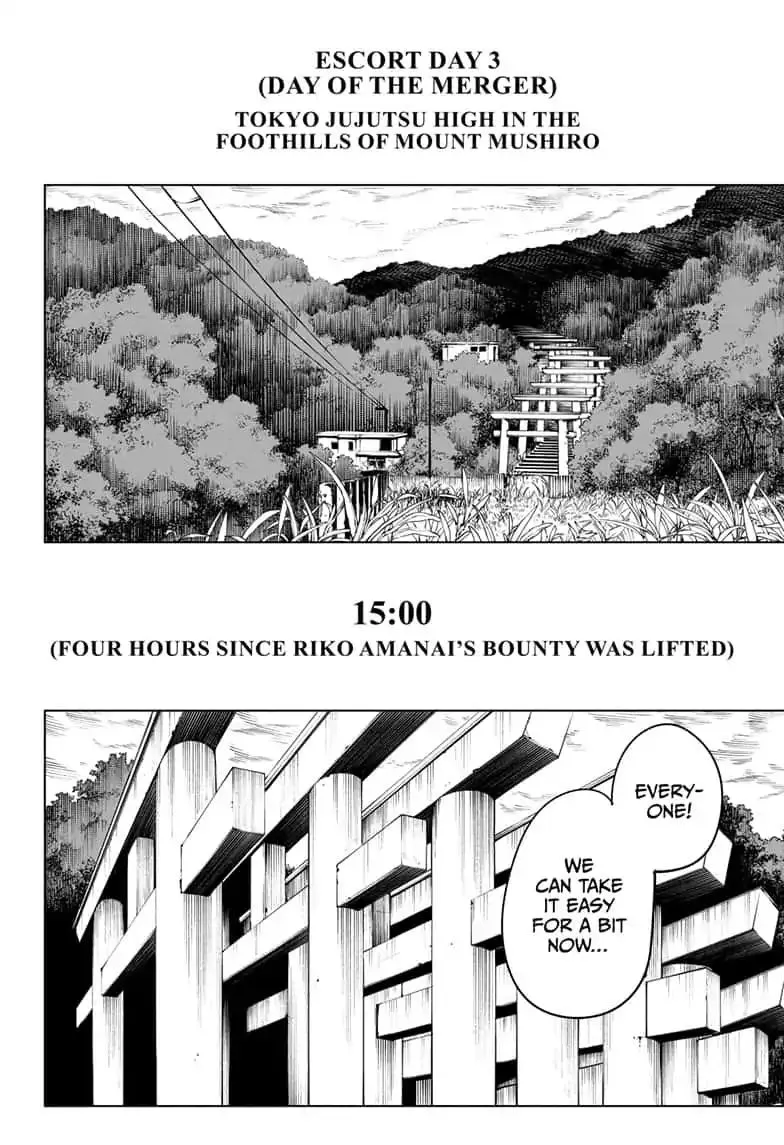 ESCORT DAY 3
(DAY OF THE MERGER)
TOKYO JUJUTSU HIGH IN THE
FOOTHILLS OF MOUNT MUSHIRO
15:00
(FOUR HOURS SINCE RIKO AMANAI'S BOUNTY WAS LIFTED)
EVERY-
ONE!
WE
CAN TAKE
IT EASY
FOR A BIT
NOW...